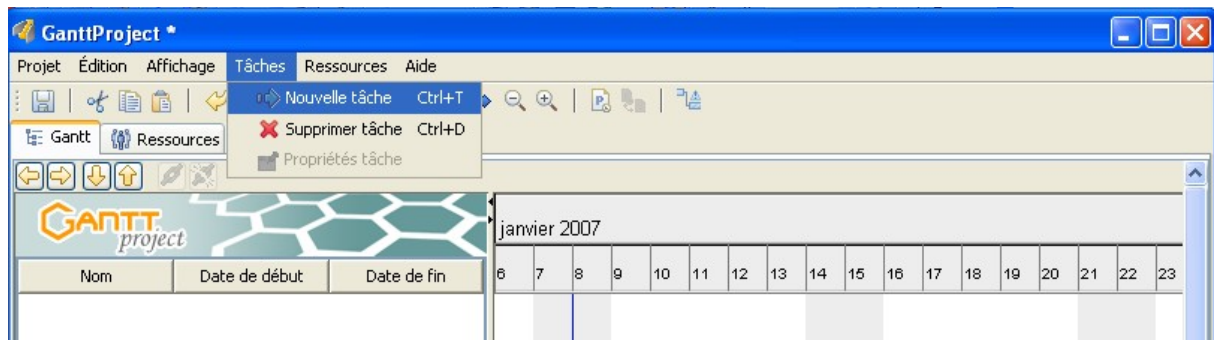 GanttProject *
Projet Édition Affichage Tâches Ressources Aide
Nouvelle tâche Ctrl+T
Supprimer tâche Ctrl+D
Propriétés tâche
Gantt Ressources
GANTT project
janvier 2007
Nom Date de début Date de fin
6 7 8 9 10 11 12 13 14 15 16 17 18 19 20 21 22 23